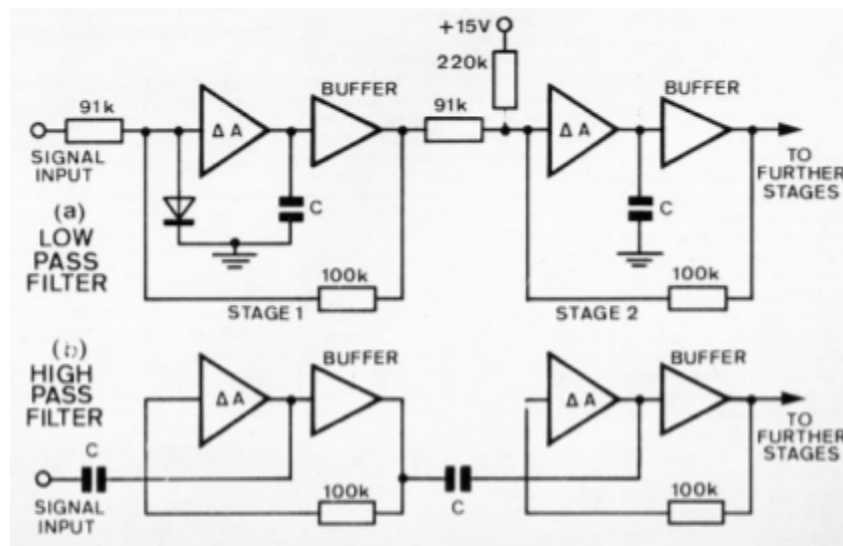 +15V
220k
BUFFER
BUFFER
91k
91k
ΔA
ΔA
SIGNAL
INPUT
TO
FURTHER
STAGES
C
C
(a)
LOW
PASS
FILTER
100k
100k
STAGE 1
STAGE 2
(b)
HIGH
PASS
FILTER
BUFFER
BUFFER
ΔA
ΔA
TO
FURTHER
STAGES
C
C
SIGNAL
INPUT
100k
100k